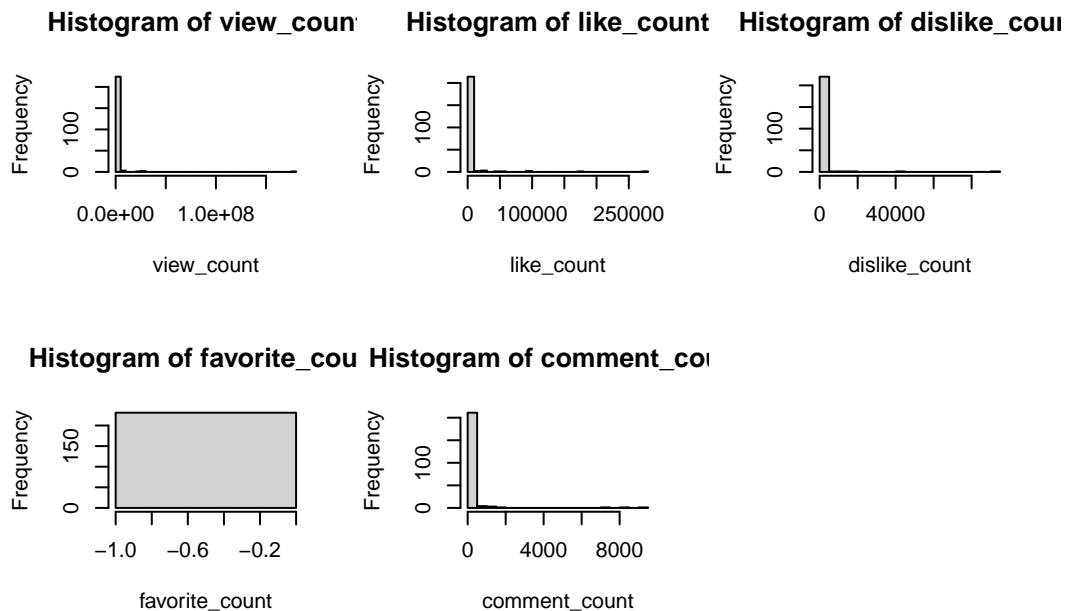 Histogram of view_count
Frequency
0 100
0.0e+00 1.0e+08
view_count
Histogram of like_count
Frequency
0 100
0 100000 250000
like_count
Histogram of dislike_cou
Frequency
0 100
0 40000
dislike_count
Histogram of favorite_cou
Frequency
0 150
−1.0 −0.6 −0.2
favorite_count
Histogram of comment_cou
Frequency
0 100
0 4000 8000
comment_count